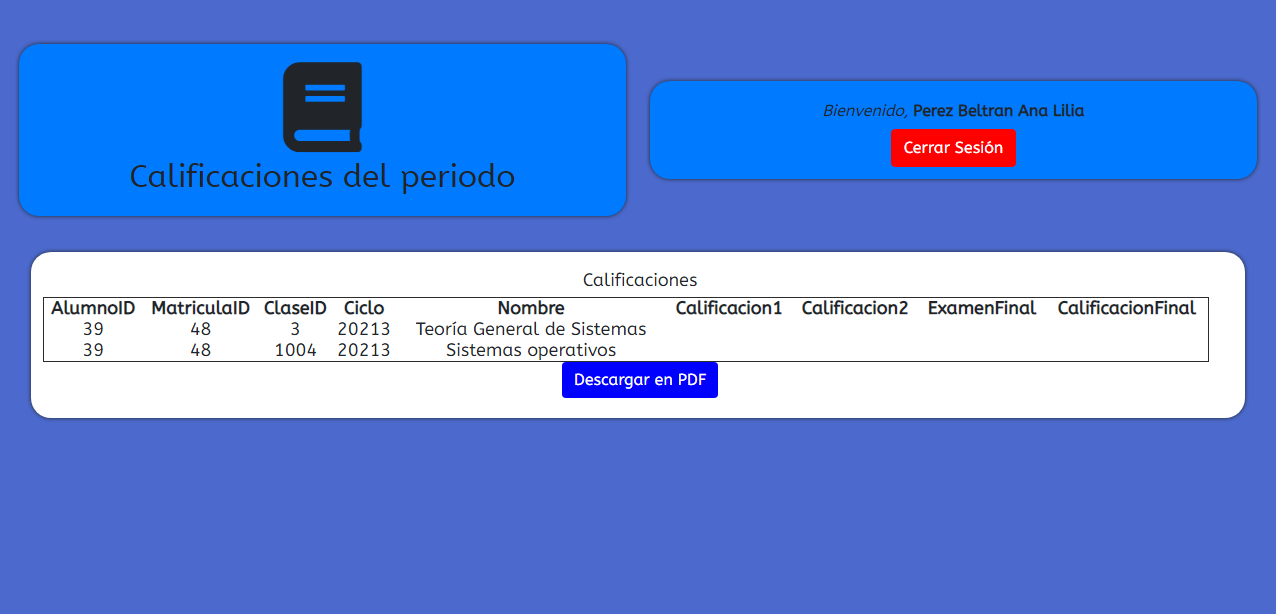 Calificaciones del periodo
Bienvenido, Perez Beltran Ana Lilia
Cerrar Sesión
Calificaciones
AlumnoID MatriculaID ClaseID Ciclo Nombre Calificacion1 Calificacion2 ExamenFinal CalificacionFinal
39 48 3 20213 Teoría General de Sistemas
39 48 1004 20213 Sistemas operativos
Descargar en PDF